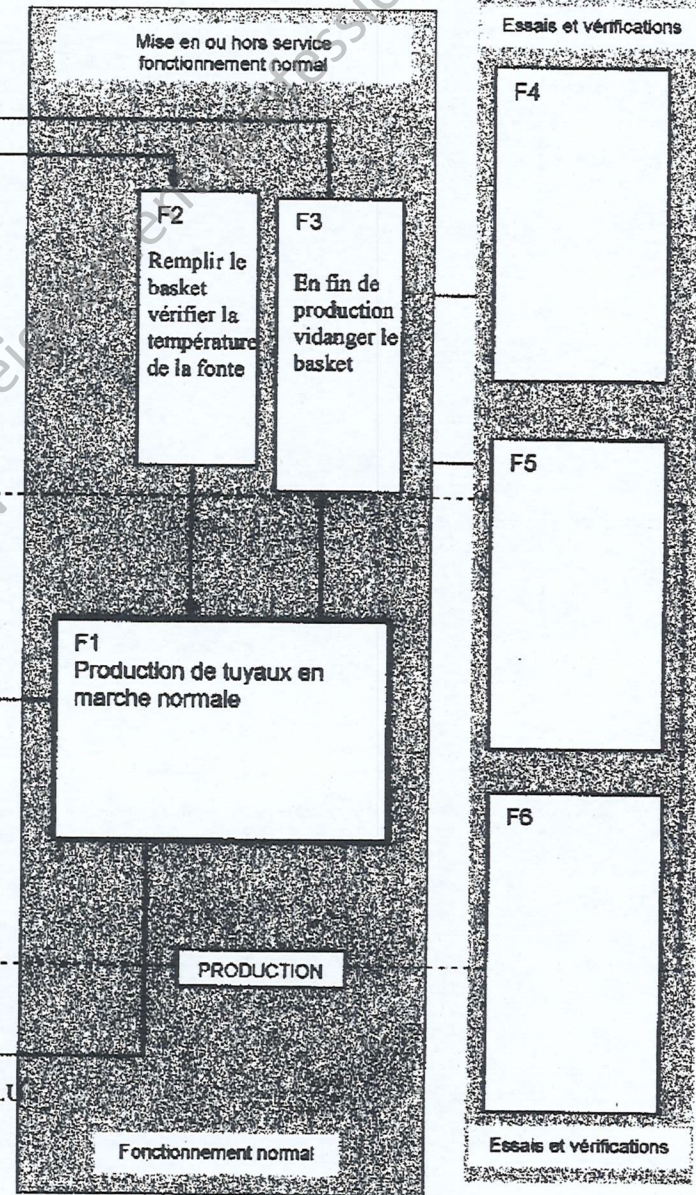 Mise en ou hors service
fonctionnement normal
Essais et vérifications
F2
Remplir le
basket
vérifier la
température
de la fonte
F3
En fin de
production
vidanger le
basket
F4
F5
F1
Production de tuyaux en
marche normale
F6
PRODUCTION
Fonctionnement normal
Essais et vérifications